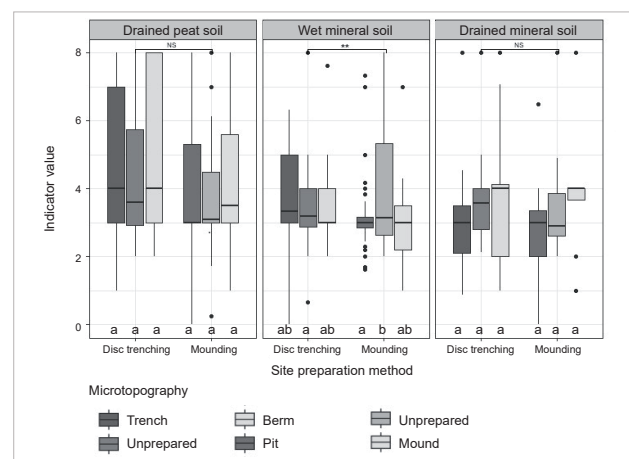 Drained peat soil Wet mineral soil Drained mineral soil
NS ** NS
8
6
4
2
0
Indicator value
a a a a a a ab a ab a b ab a a a a a a
Disc trenching Mounding Disc trenching Mounding Disc trenching Mounding
Site preparation method
Microtopography
Trench Berm Unprepared
Unprepared Pit Mound